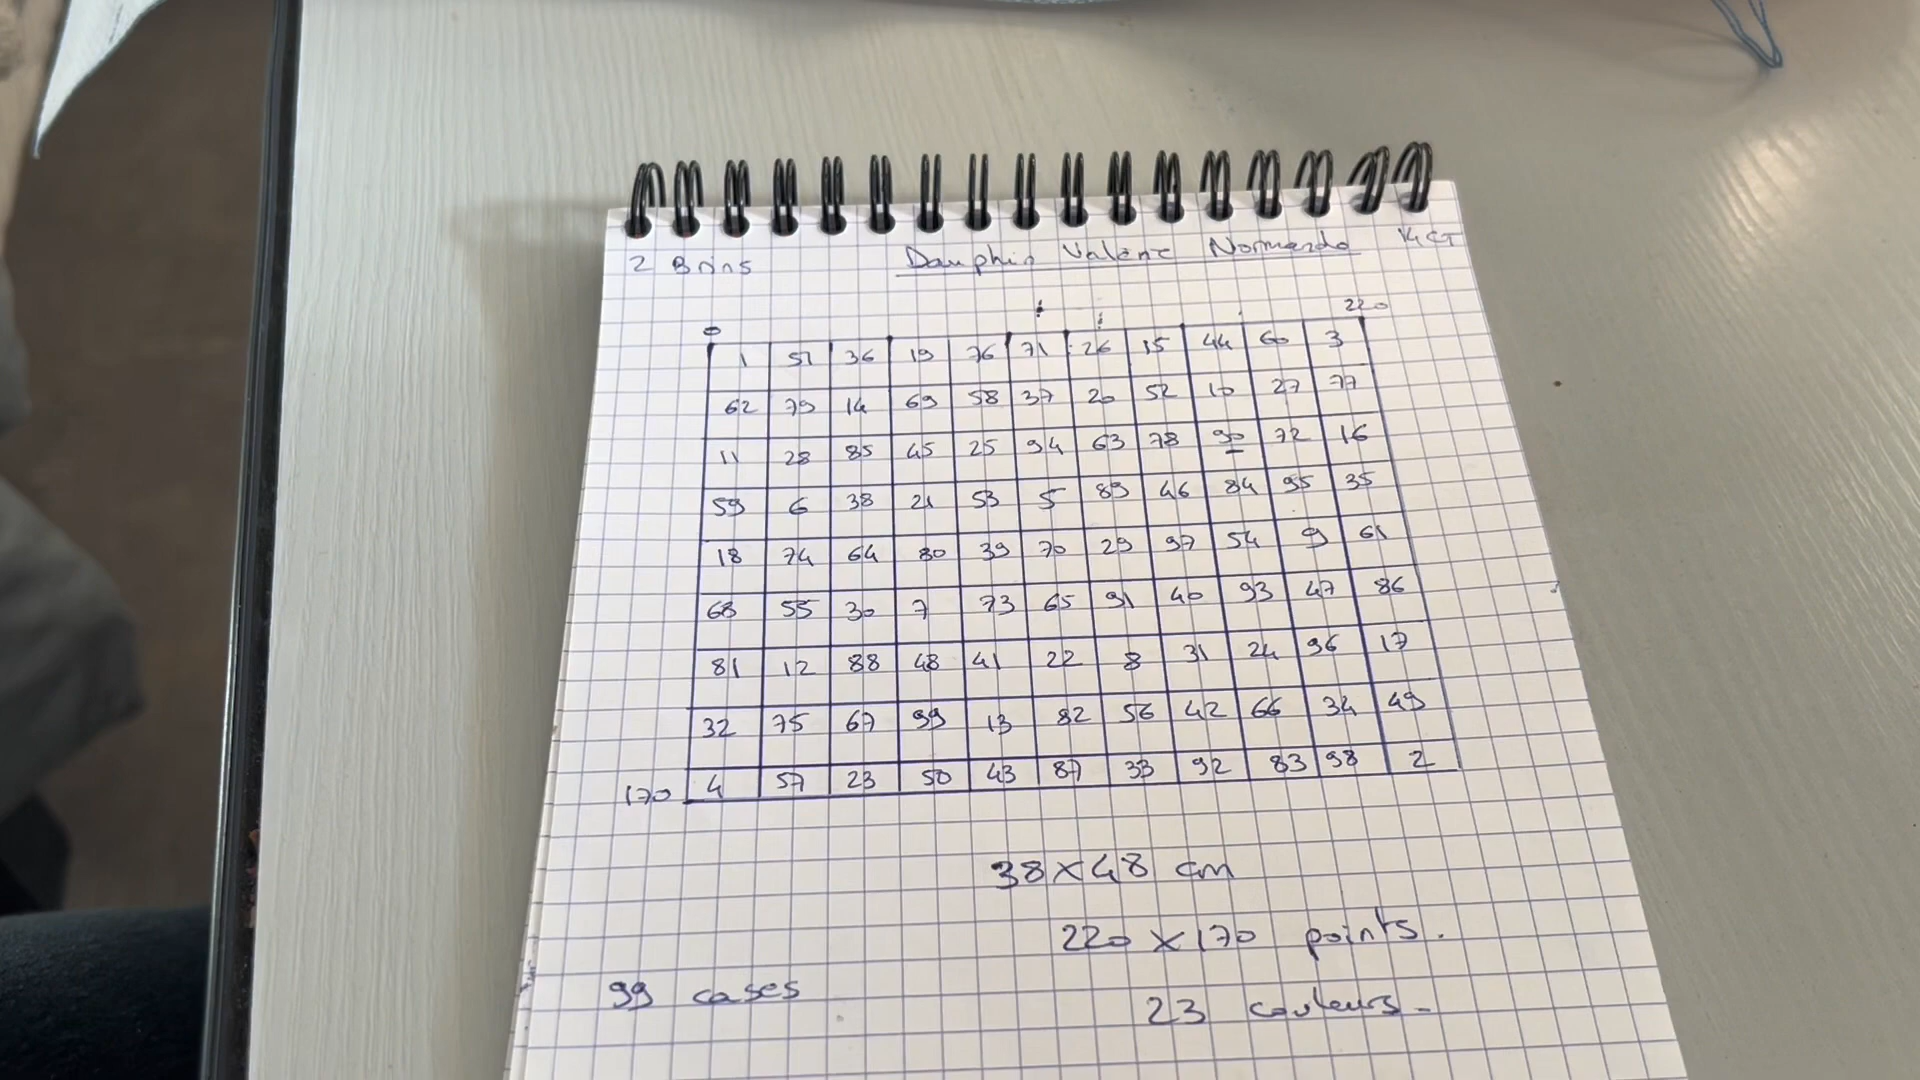 2 Brins Dauphin Valerie Normando
0 220
1 51 36 19 76 71 26 15 44 60 3
62 79 14 69 58 37 20 52 10 27 77
11 28 85 45 25 94 63 78 90 72 16
59 6 38 21 53 5 89 46 84 95 35
18 74 64 80 39 70 29 97 54 9 61
68 55 30 7 73 65 91 40 93 47 86
81 12 88 48 41 22 8 31 24 96 17
32 75 67 99 13 82 56 42 66 34 49
170 4 57 23 50 43 87 33 92 83 98 2
38 x 48 cm
220 x 170 points.
99 cases
23 couleurs -